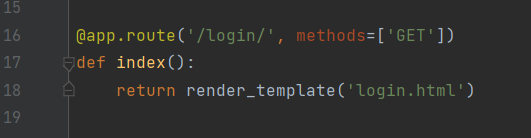 15
16 @app.route('/login/', methods=['GET'])
17 def index():
18     return render_template('login.html')
19